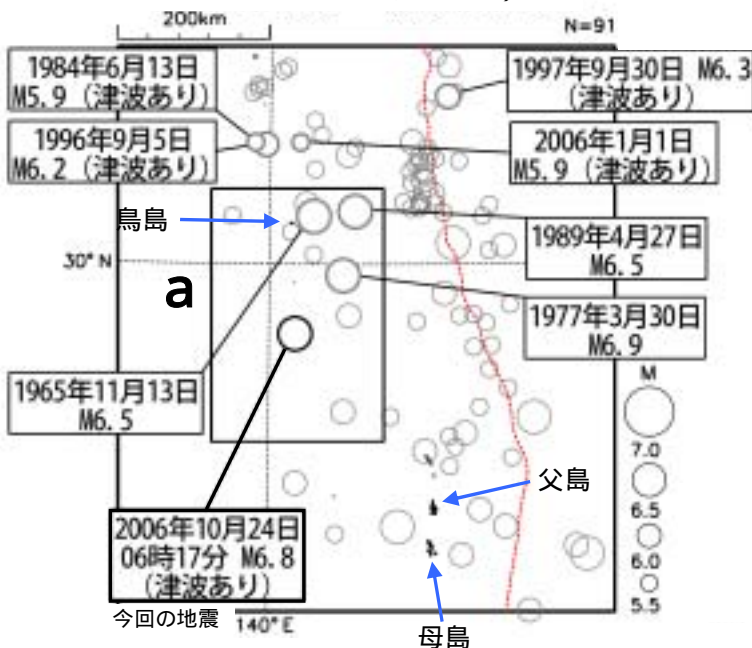 200km
N=91
1984年6月13日
M5.9（津波あり）
1997年9月30日 M6.3
（津波あり）
1996年9月5日
M6.2（津波あり）
2006年1月1日
M5.9（津波あり）
鳥島
1989年4月27日
M6.5
30°N
a
1977年3月30日
M6.9
1965年11月13日
M6.5
M
7.0
父島
6.5
2006年10月24日
06時17分 M6.8
（津波あり）
6.0
5.5
今回の地震
140°E
母島